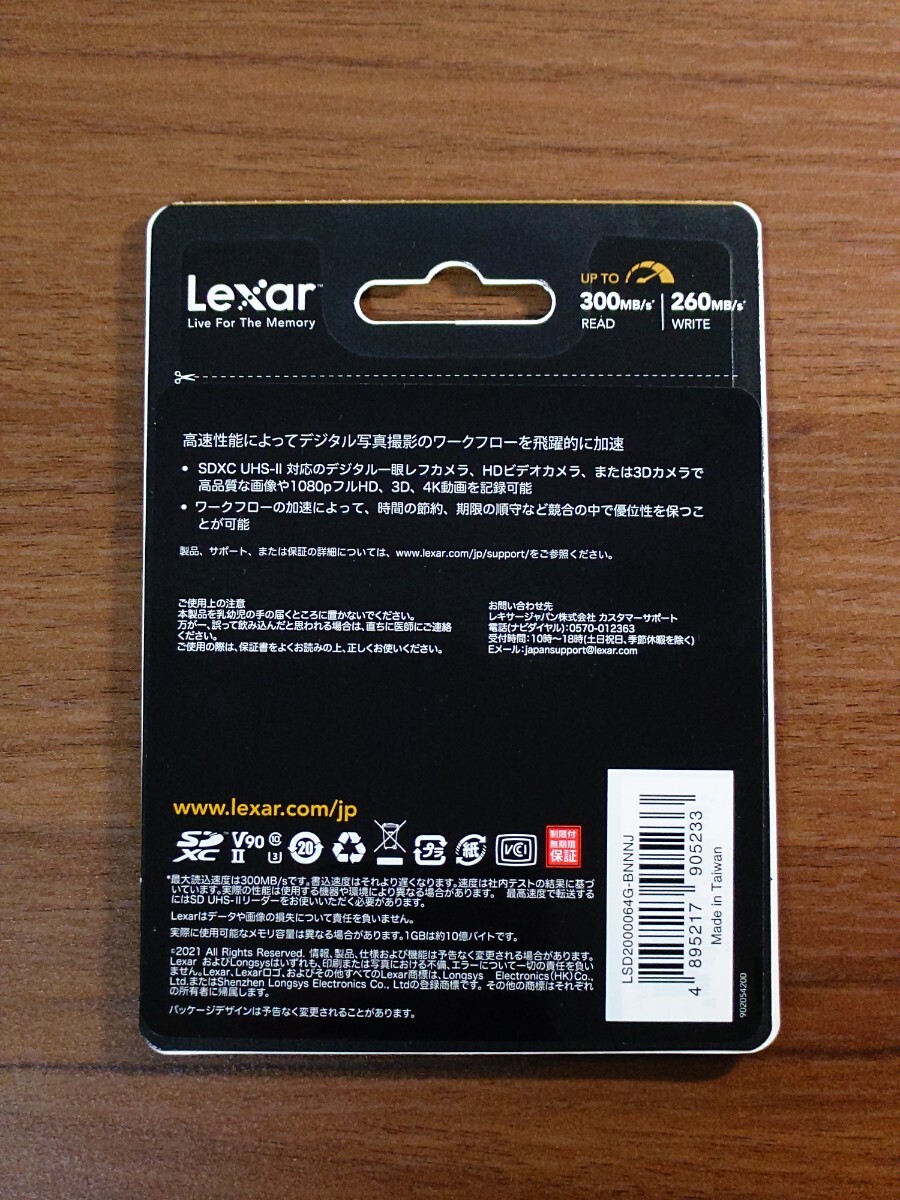 Lexar™
Live For The Memory
UP TO
300MB/s* 260MB/s*
READ WRITE
高速性能によってデジタル写真撮影のワークフローを飛躍的に加速
• SDXC UHS-II 対応のデジタル一眼レフカメラ、HDビデオカメラ、または3Dカメラで
高品質な画像や1080pフルHD、3D、4K動画を記録可能
• ワークフローの加速によって、時間の節約、期限の順守など競合の中で優位性を保つこ
とが可能
製品、サポート、または保証の詳細については、www.lexar.com/jp/support/をご参照ください。
ご使用上の注意
本製品を乳幼児の手の届くところに置かないでください。
万が一、誤って飲み込んだと思われる場合は、直ちに医師にご連絡
ください。
ご使用の際は、保証書をよくお読みの上、正しくお使いください。
お問い合わせ先
レキサージャパン株式会社 カスタマーサポート
電話(ナビダイヤル):0570-012363
受付時間:10時～18時(土日祝日、季節休暇を除く)
Eメール:japansupport@lexar.com
www.lexar.com/jp
SD XC II V90 10 3 20 プラ 紙 VCCI
制限付
無期限
保証
*最大読込速度は300MB/sです。書込速度はそれより遅くなります。速度は社内テストの結果に基づ
いています。実際の性能は使用する機器や環境により異なる場合があります。 最高速度で転送する
にはSD UHS-IIリーダーをお使いいただく必要があります。
Lexarはデータや画像の損失について責任を負いません。
実際に使用可能なメモリ容量は異なる場合があります。1GBは約10億バイトです。
©2021 All Rights Reserved. 情報、製品、仕様および機能は予告なく変更される場合があります。
Lexar およびLongsysはいずれも、印刷または写真における不備、エラーについて一切の責任を負い
ません。Lexar、Lexarロゴ、およびその他すべてのLexar商標は、Longsys Electronics(HK)Co.,
Ltd.またはShenzhen Longsys Electronics Co., Ltdの登録商標です。その他の商標はそれぞれ
の所有者に帰属します。
パッケージデザインは予告なく変更されることがあります。
LSD2000064G-BNNNJ
4 895217 905233
Made in Taiwan
902054200